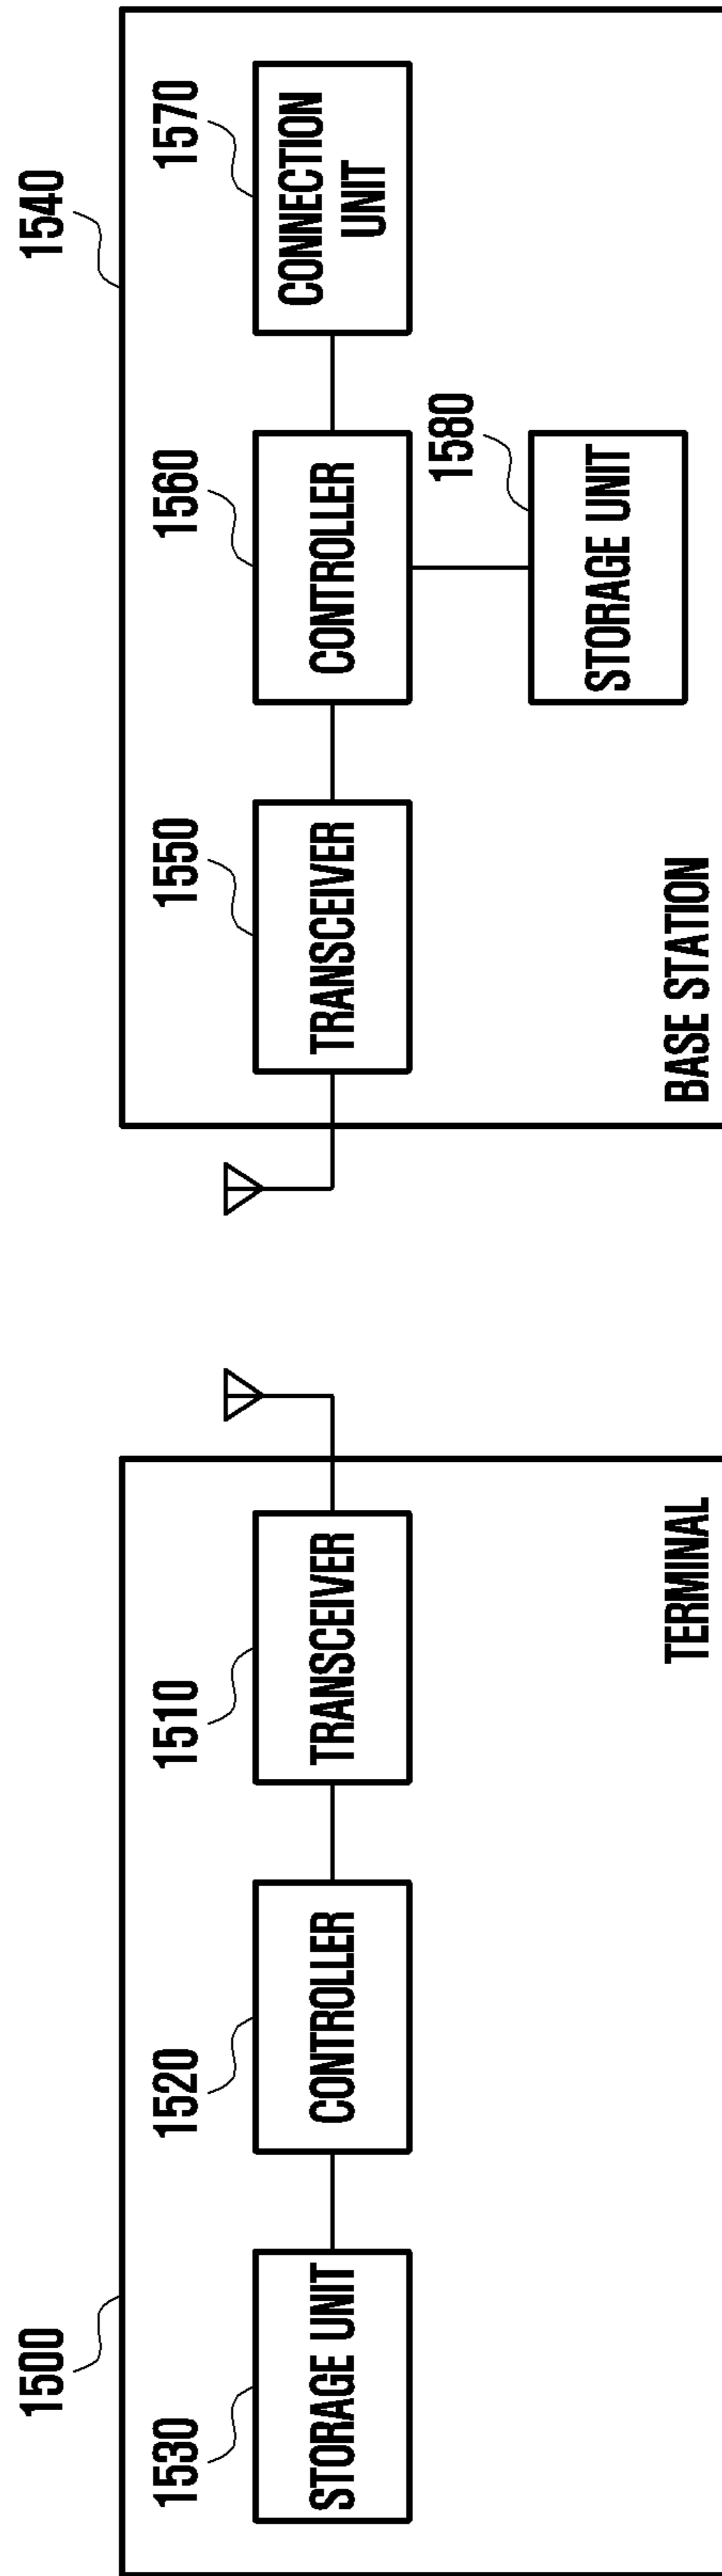 1500
1530
STORAGE UNIT
1520
CONTROLLER
1510
TRANSCEIVER
TERMINAL
1540
1550
TRANSCEIVER
1560
CONTROLLER
1570
CONNECTION
UNIT
1580
STORAGE UNIT
BASE STATION